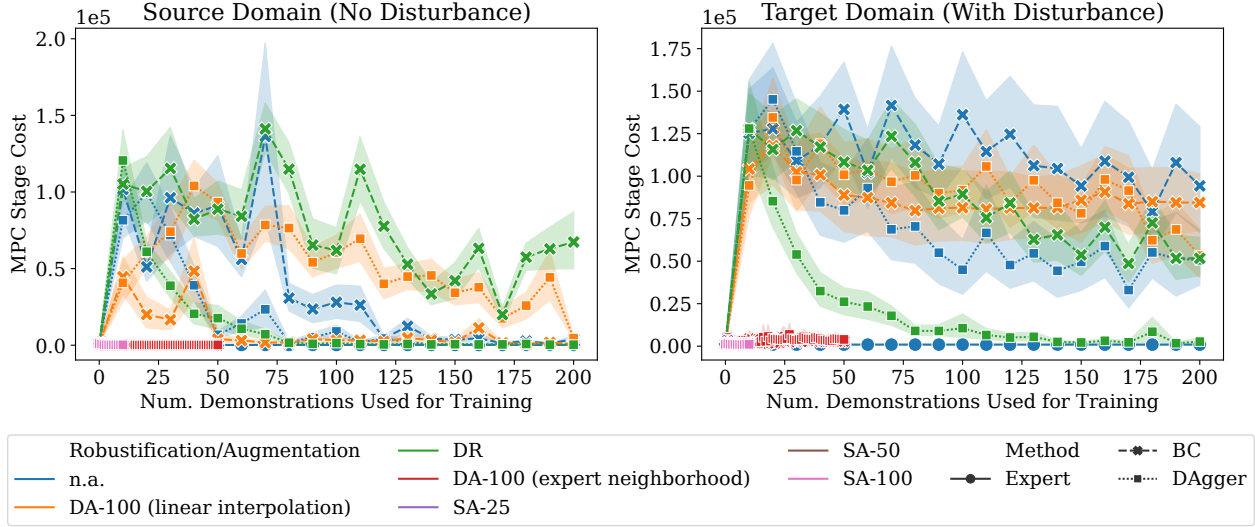 Source Domain (No Disturbance)
1e5
2.0
1.5
1.0
0.5
0.0
MPC Stage Cost
0 25 50 75 100 125 150 175 200
Num. Demonstrations Used for Training
Target Domain (With Disturbance)
1e5
1.75
1.50
1.25
1.00
0.75
0.50
0.25
0.00
MPC Stage Cost
0 25 50 75 100 125 150 175 200
Num. Demonstrations Used for Training
Robustification/Augmentation
n.a.
DA-100 (linear interpolation)
DR
DA-100 (expert neighborhood)
SA-25
SA-50
SA-100
Method
Expert
BC
DAgger